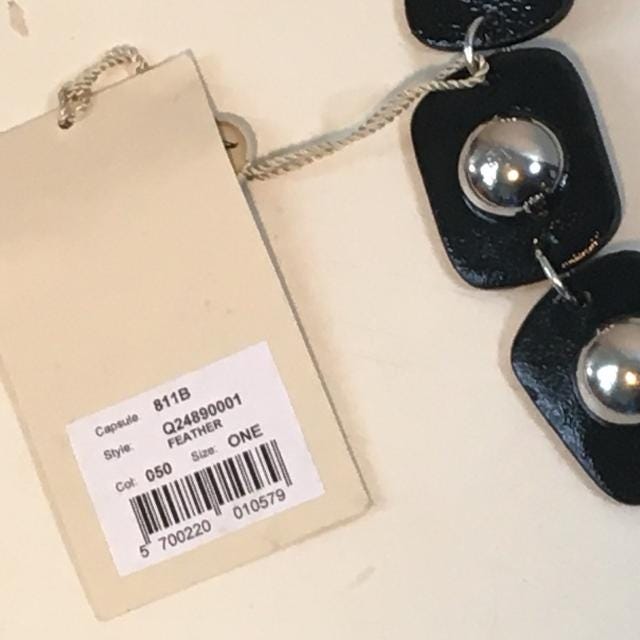 Capsule 811B
Style: Q24890001
FEATHER
Col: 050 Size: ONE
5 700220 010579